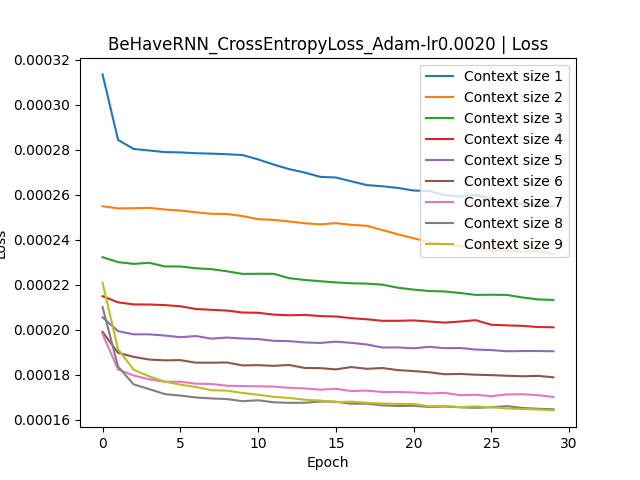 BeHaveRNN_CrossEntropyLoss_Adam-lr0.0020 | Loss
0.00032
0.00030
0.00028
0.00026
0.00024
0.00022
0.00020
0.00018
0.00016
Loss
Context size 1
Context size 2
Context size 3
Context size 4
Context size 5
Context size 6
Context size 7
Context size 8
Context size 9
0 5 10 15 20 25 30
Epoch